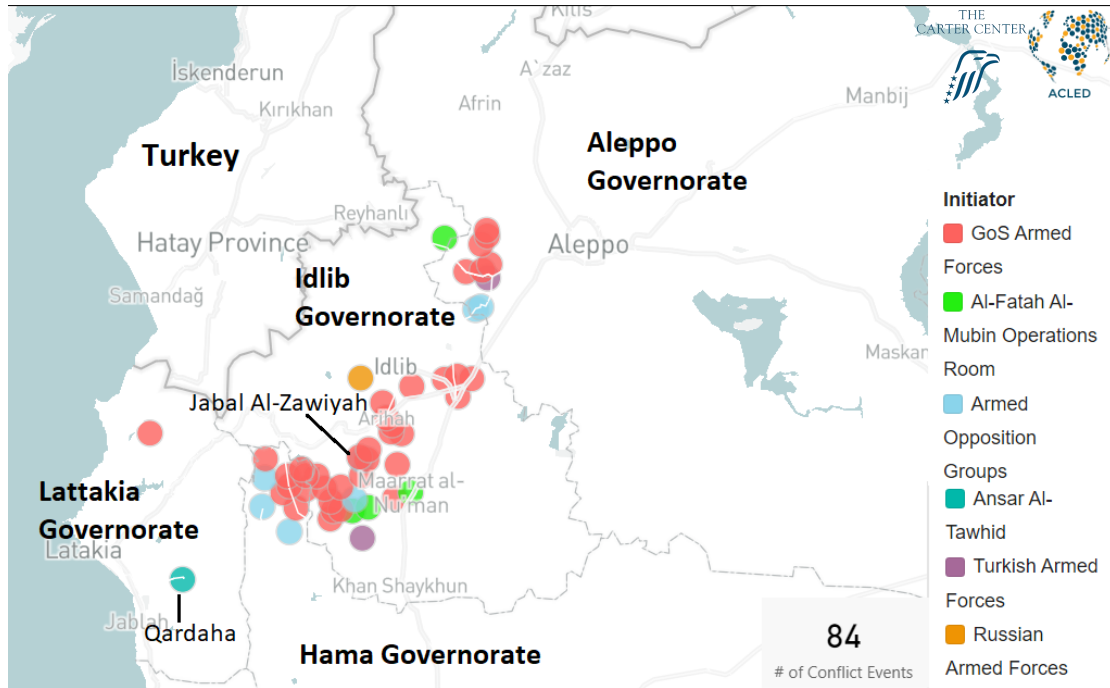 Kilis
THE
CARTER CENTER
ACLED
İskenderun
A`zaz
Kırıkhan
Afrin
Manbij
Aleppo
Governorate
Turkey
Reyhanlı
Hatay Province
Aleppo
Idlib
Governorate
Samandağ
Maskan
Idlib
Jabal Al-Zawiyah
Arihah
Maarrat al-
Nu'man
Lattakia
Governorate
Latakia
Khan Shaykhun
Jablah
Qardaha
Hama Governorate
84
# of Conflict Events
Initiator
GoS Armed
Forces
Al-Fatah Al-
Mubin Operations
Room
Armed
Opposition
Groups
Ansar Al-
Tawhid
Turkish Armed
Forces
Russian
Armed Forces